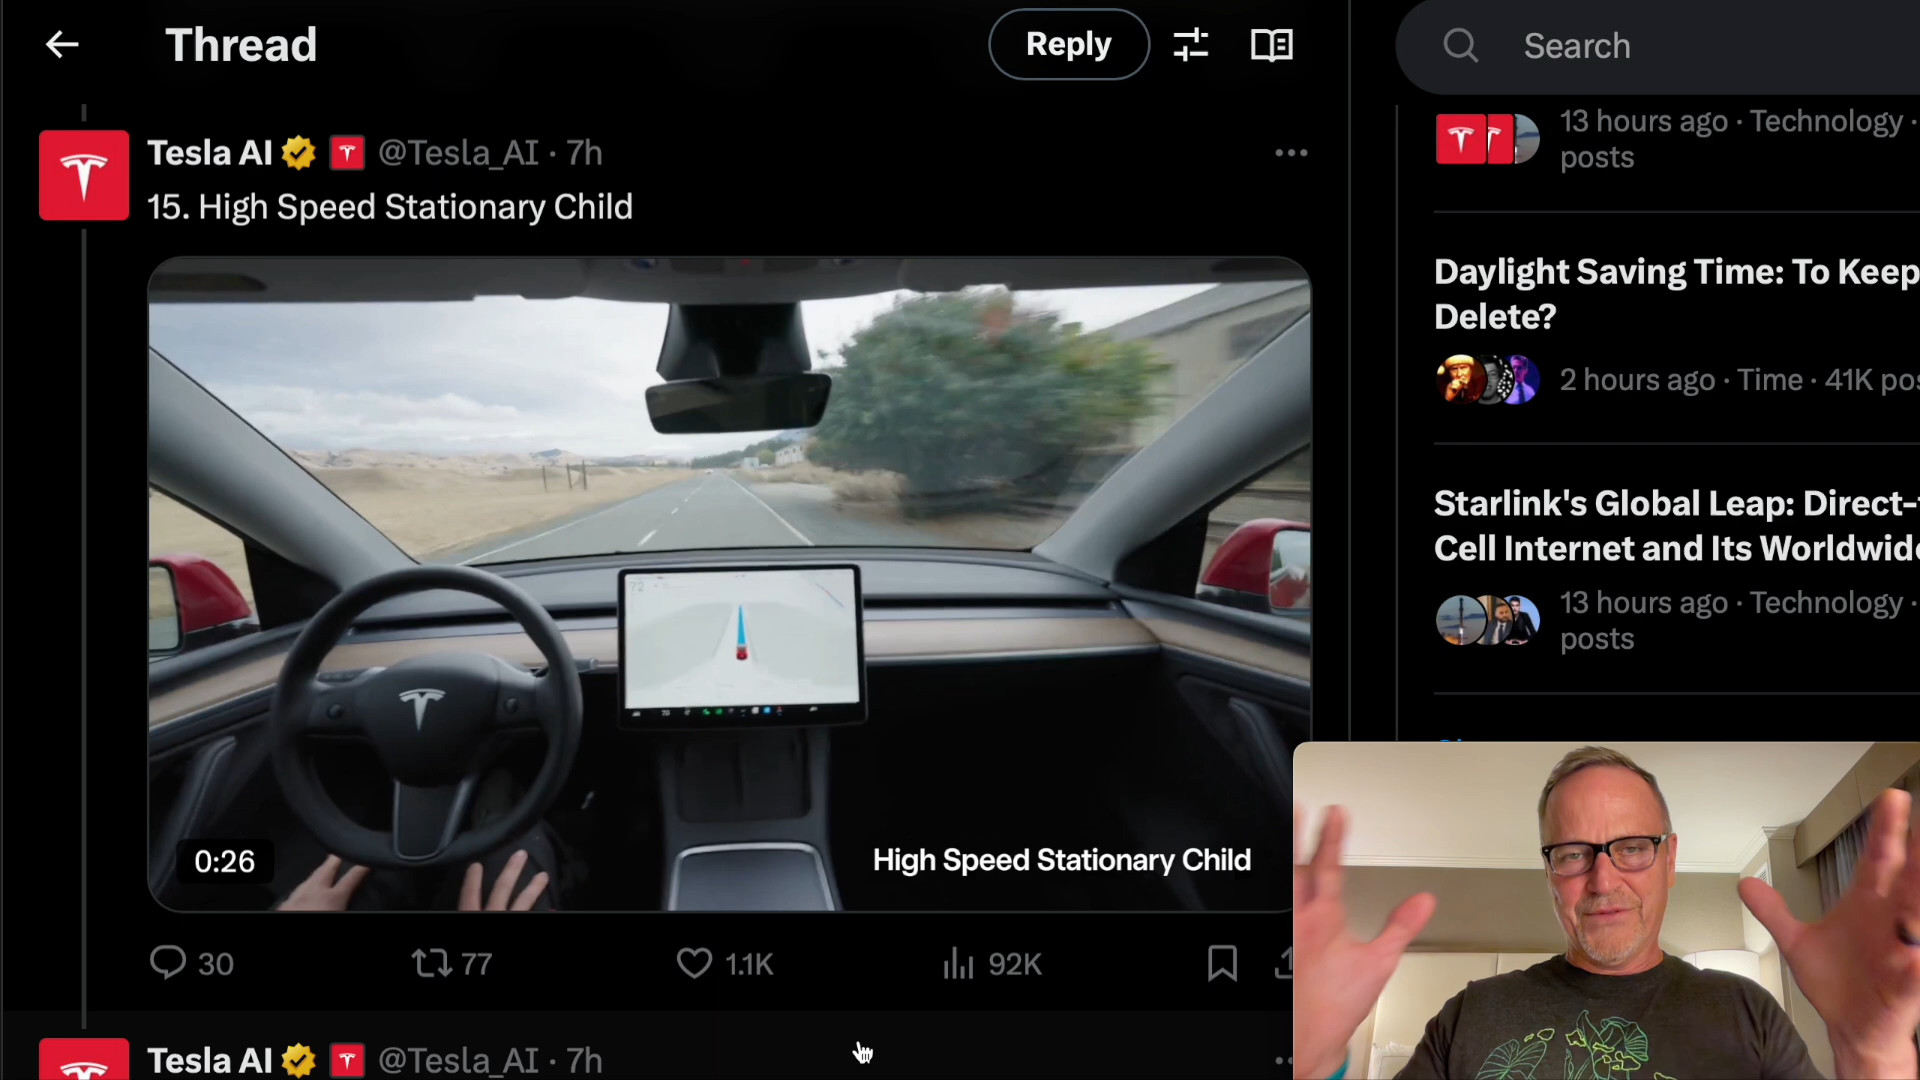 Thread
Reply
Search
Tesla AI @Tesla_AI · 7h
15. High Speed Stationary Child
72
0:26
High Speed Stationary Child
30
77
1.1K
92K
Tesla AI @Tesla_AI · 7h
13 hours ago · Technology ·
posts
Daylight Saving Time: To Keep
Delete?
2 hours ago · Time · 41K pos
Starlink's Global Leap: Direct-
Cell Internet and Its Worldwide
13 hours ago · Technology ·
posts